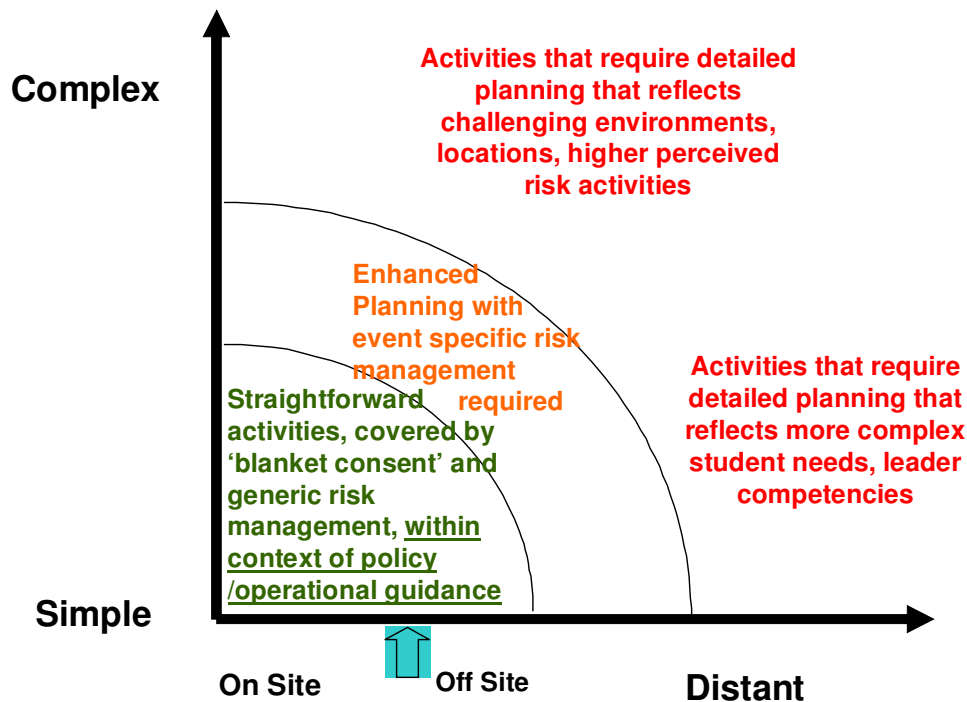 Complex
Activities that require detailed
planning that reflects
challenging environments,
locations, higher perceived
risk activities
Enhanced
Planning with
event specific risk
management
required
Straightforward
activities, covered by
‘blanket consent’ and
generic risk
management, within
context of policy
/operational guidance
Activities that require
detailed planning that
reflects more complex
student needs, leader
competencies
Simple
On Site
Off Site
Distant